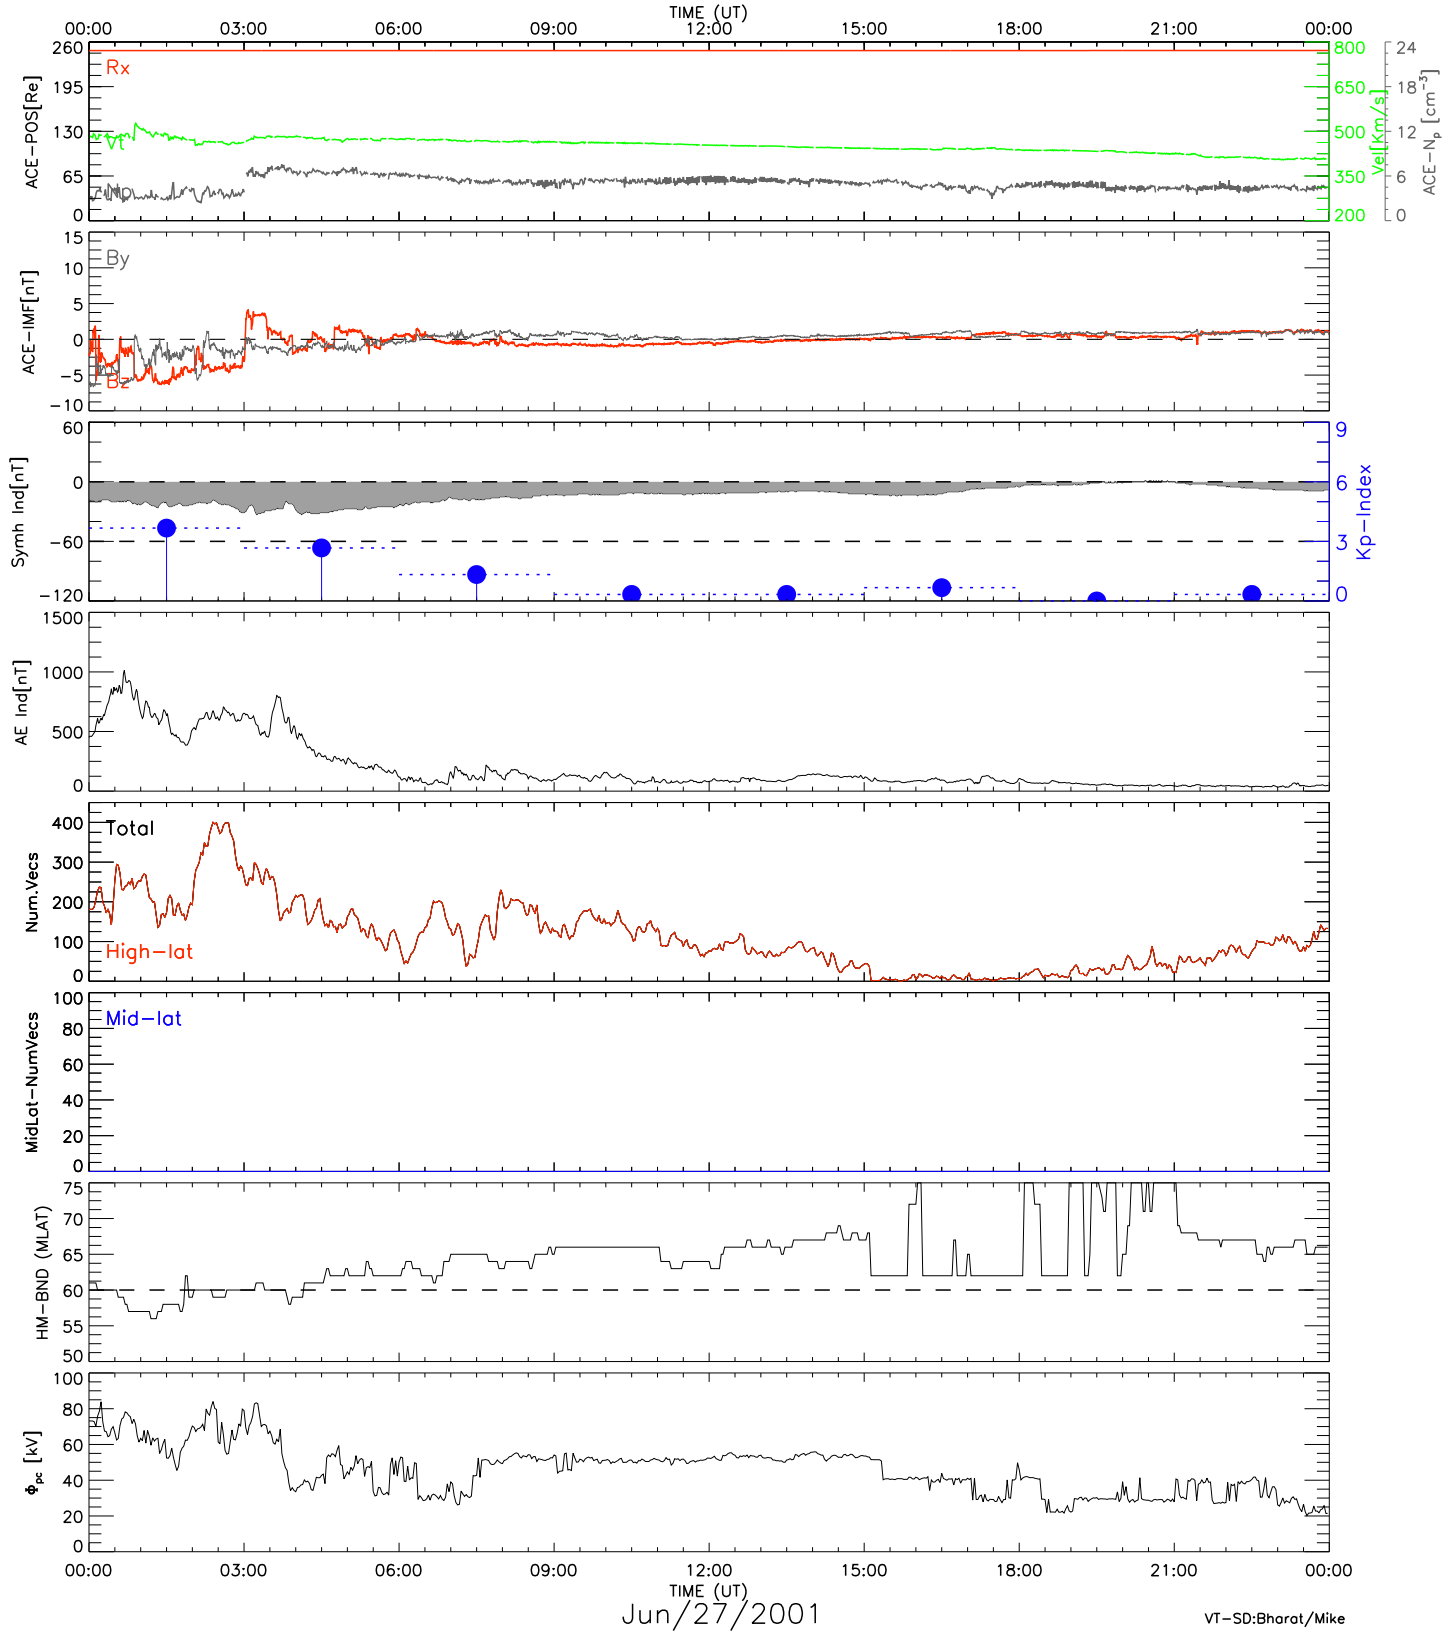 TIME (UT)
00:00 03:00 06:00 09:00 12:00 15:00 18:00 21:00 00:00
ACE-POS[Re]
260
195
130
65
0
Rx
Vt
Np
800
650
500
350
200
Vel[Km/s]
24
18
12
6
0
ACE-Np [cm-3]
ACE-IMF[nT]
15
10
5
0
-5
-10
By
Bz
Symh Ind[nT]
60
0
-60
-120
9
6
3
0
Kp-Index
AE Ind[nT]
1500
1000
500
0
Num.Vecs
400
300
200
100
0
Total
High-lat
MidLat-NumVecs
100
80
60
40
20
0
Mid-lat
HM-BND (MLAT)
75
70
65
60
55
50
Φpc [kV]
100
80
60
40
20
0
00:00 03:00 06:00 09:00 12:00 15:00 18:00 21:00 00:00
TIME (UT)
Jun/27/2001
VT-SD:Bharat/Mike